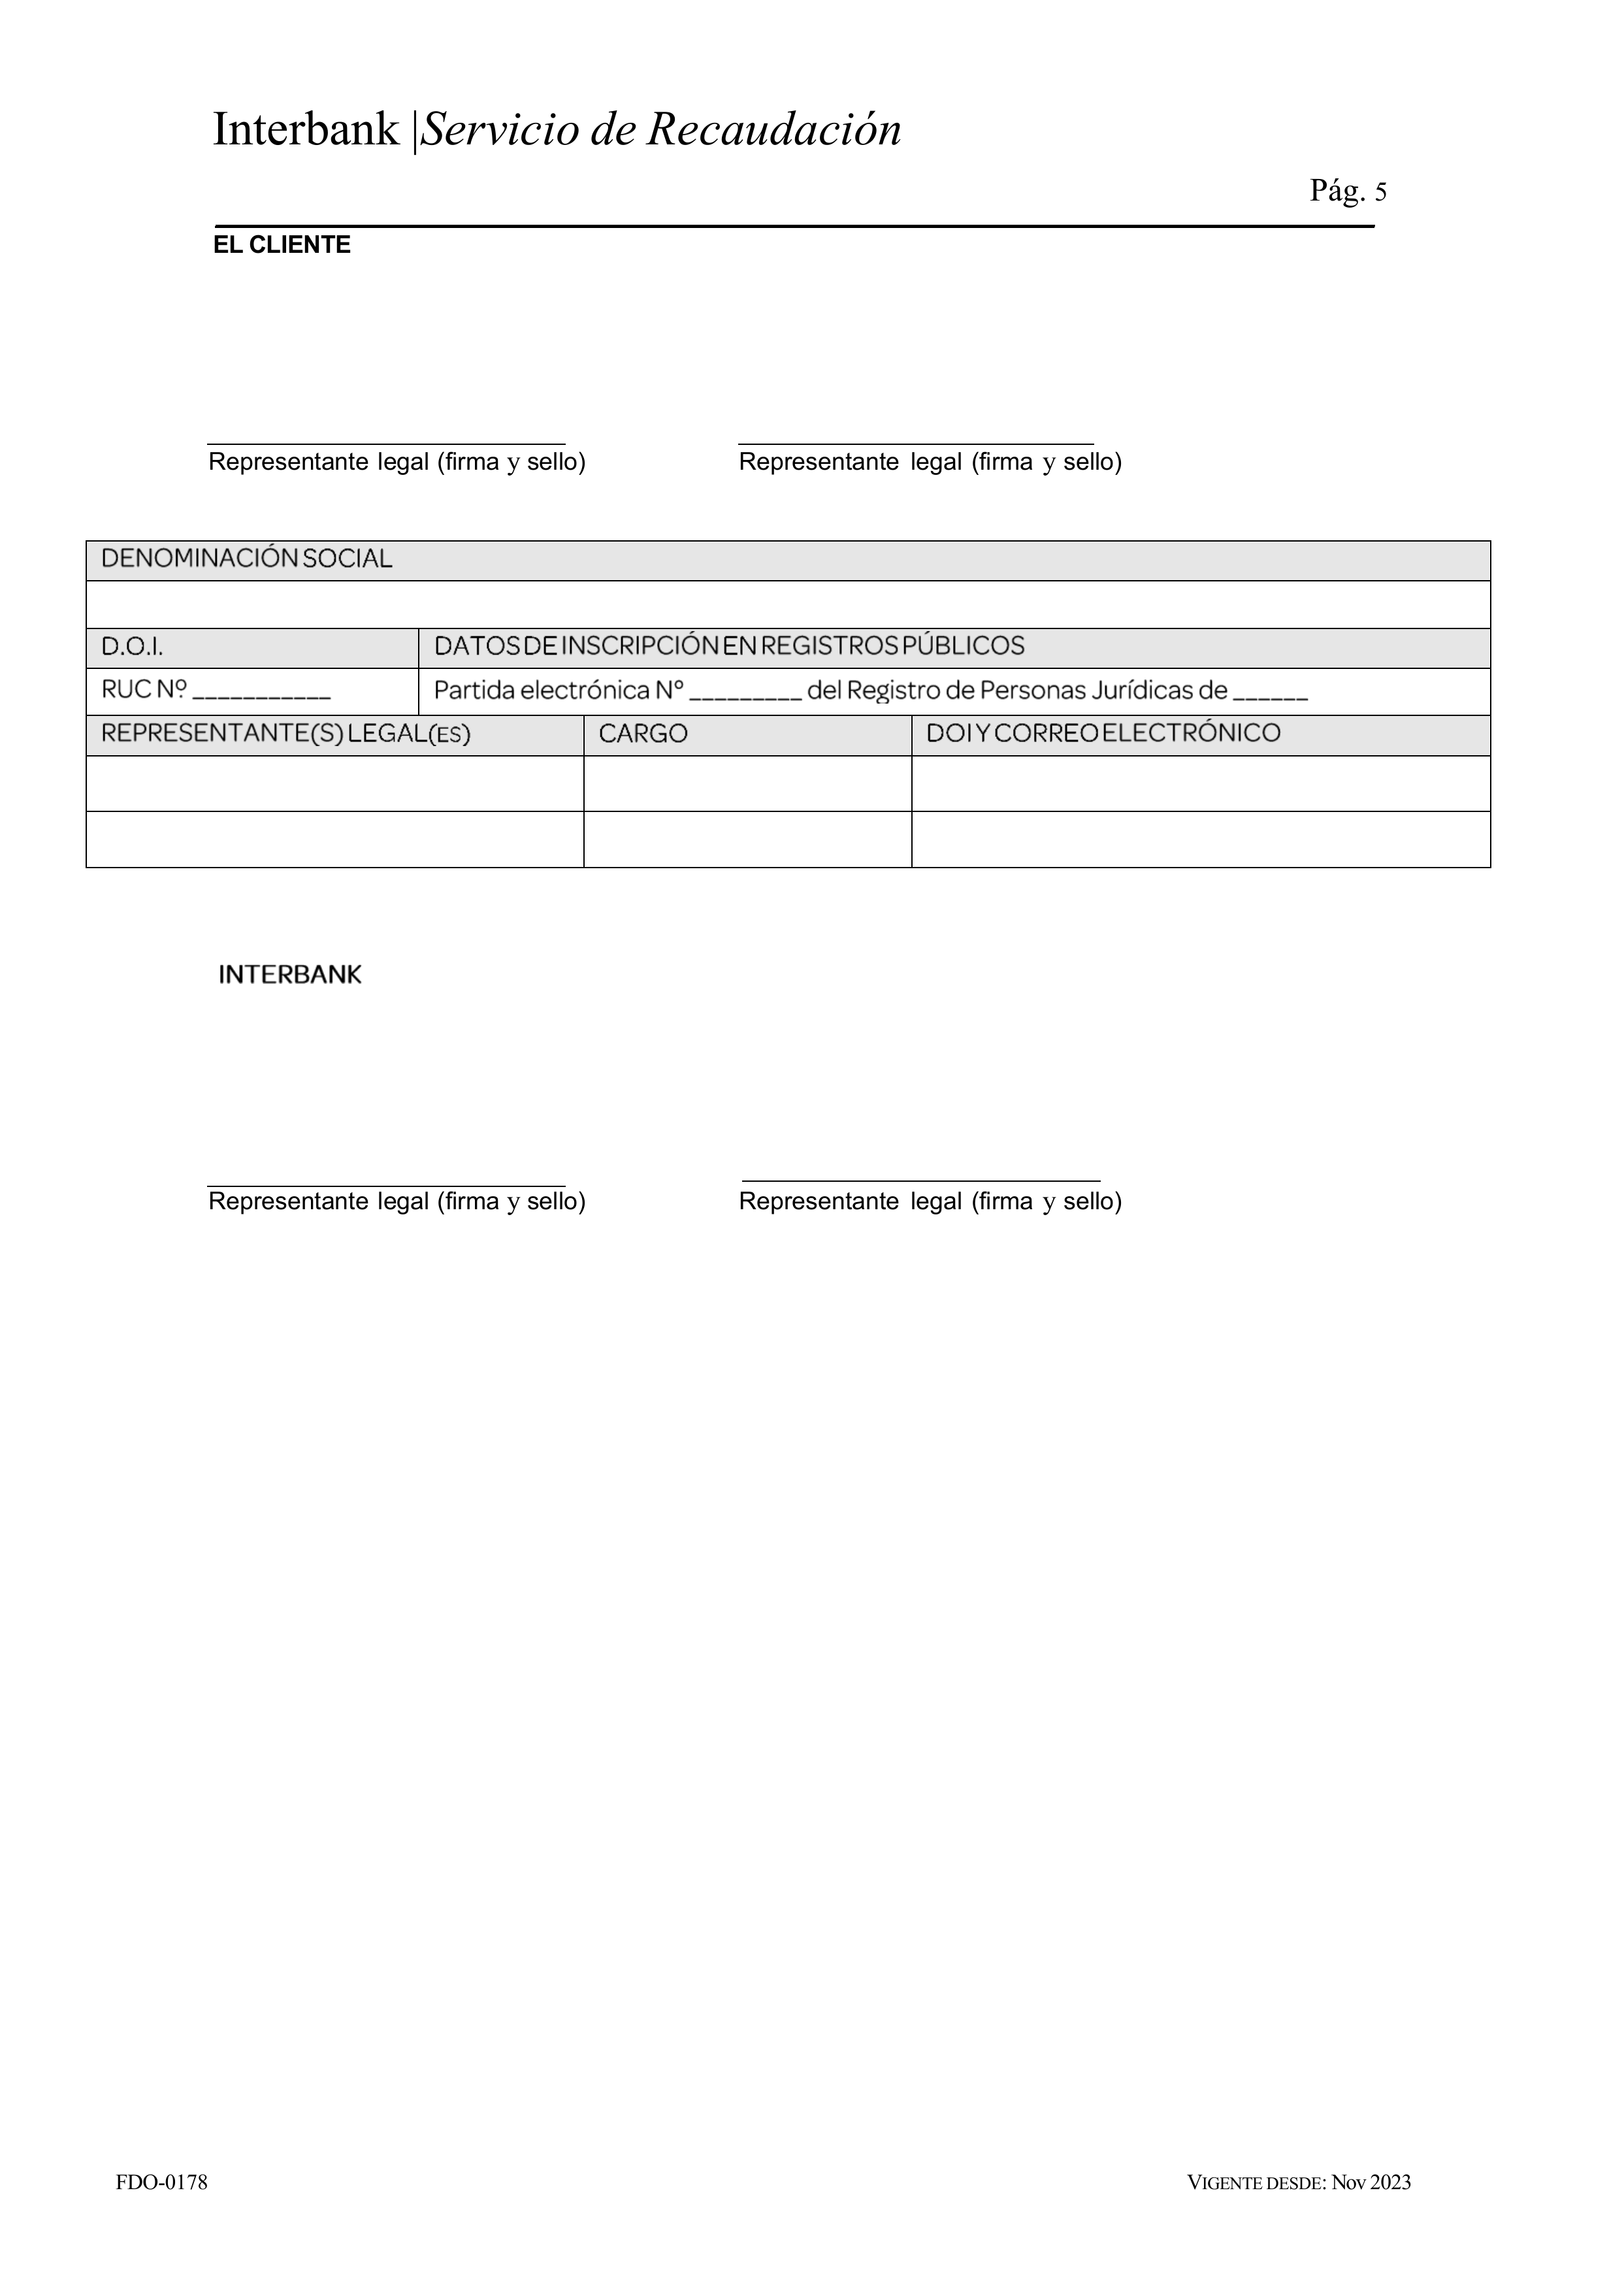 Interbank |Servicio de Recaudación
Pág. 5
EL CLIENTE
Representante legal (firma y sello) Representante legal (firma y sello)
DENOMINACIÓN SOCIAL
D.O.I. DATOS DE INSCRIPCIÓN EN REGISTROS PÚBLICOS
RUC Nº ___________ Partida electrónica N° _________ del Registro de Personas Jurídicas de ______
REPRESENTANTE(S) LEGAL(ES) CARGO DOI Y CORREO ELECTRÓNICO
INTERBANK
Representante legal (firma y sello) Representante legal (firma y sello)
FDO-0178 VIGENTE DESDE: Nov 2023